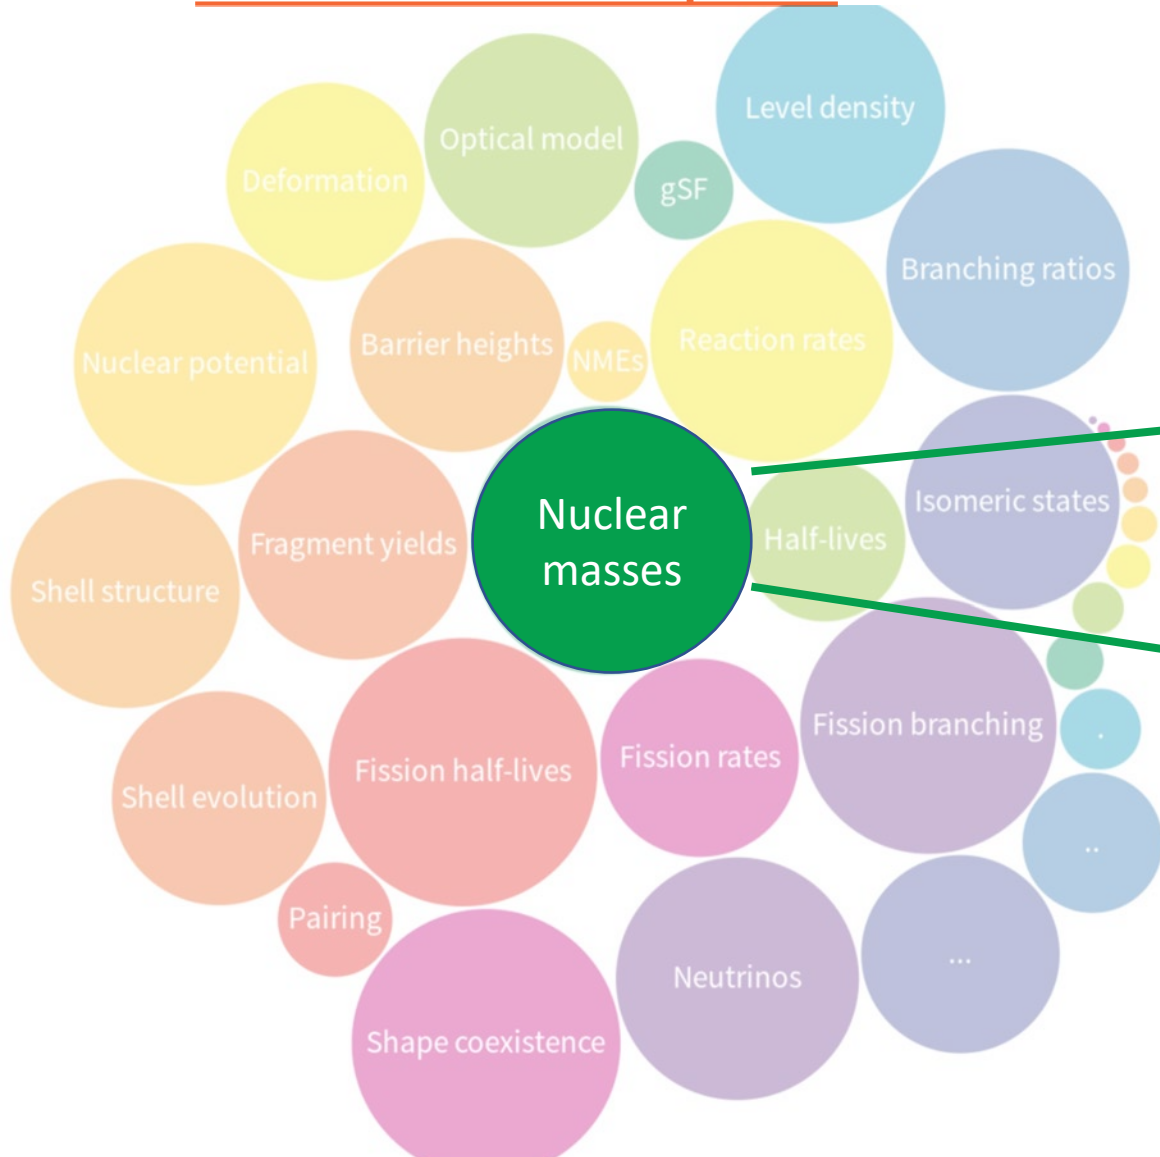 Level density
Optical model
Deformation
gSF
Branching ratios
Barrier heights
Reaction rates
Nuclear potential
NMEs
Isomeric states
Nuclear
masses
Half-lives
Fragment yields
Shell structure
Fission branching
Fission rates
Fission half-lives
Shell evolution
.
..
Pairing
...
Neutrinos
Shape coexistence